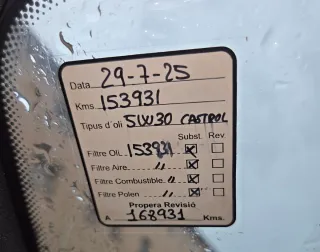 Data 29-7-25
Kms. 153931
Tipus d'oli 5W30 CASTROL
Subst. Rev.
Filtre Oli 153931
Filtre Aire "
Filtre Combustible "
Filtre Polen "
Propera Revisió
A 168931 Kms.